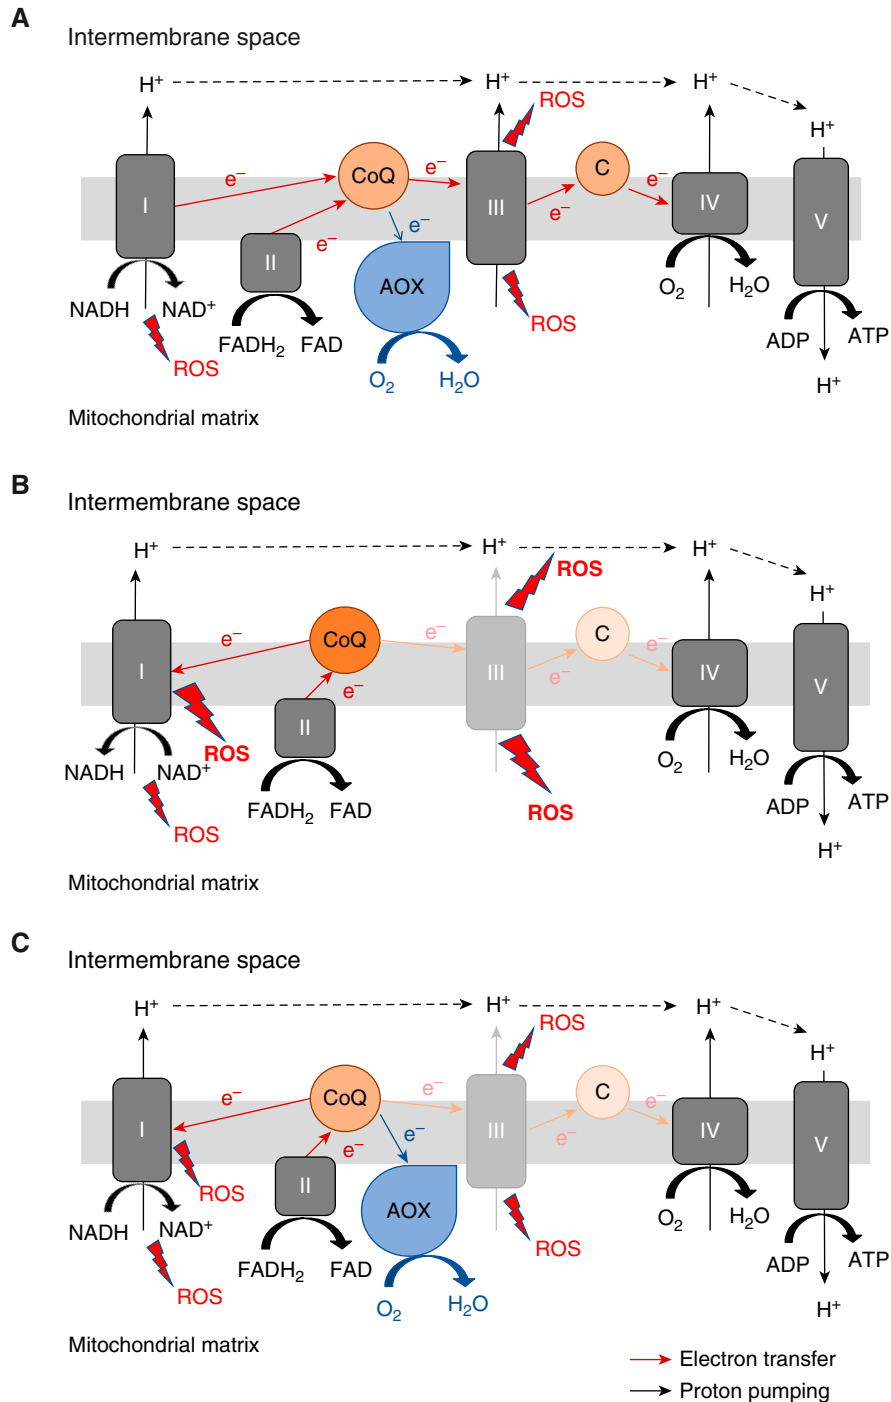 A
Intermembrane space
H⁺ H⁺ H⁺
ROS
H⁺
e⁻ CoQ e⁻ C e⁻
I III IV V
e⁻ e⁻ e⁻
II
AOX
NADH NAD⁺ O₂ H₂O
ROS
FADH₂ FAD ADP ATP
ROS O₂ H₂O
H⁺
Mitochondrial matrix
B
Intermembrane space
H⁺ H⁺ H⁺
ROS
H⁺
e⁻ CoQ e⁻ C e⁻
I III IV V
e⁻ e⁻
II
ROS
NADH NAD⁺ O₂ H₂O
FADH₂ FAD ROS ADP ATP
ROS
H⁺
Mitochondrial matrix
C
Intermembrane space
H⁺ H⁺ H⁺
ROS
H⁺
e⁻ CoQ e⁻ C e⁻
I III IV V
e⁻ e⁻ e⁻
II
ROS
AOX
NADH NAD⁺ O₂ H₂O
ROS
FADH₂ FAD ADP ATP
ROS O₂ H₂O
H⁺
Mitochondrial matrix
Electron transfer
Proton pumping